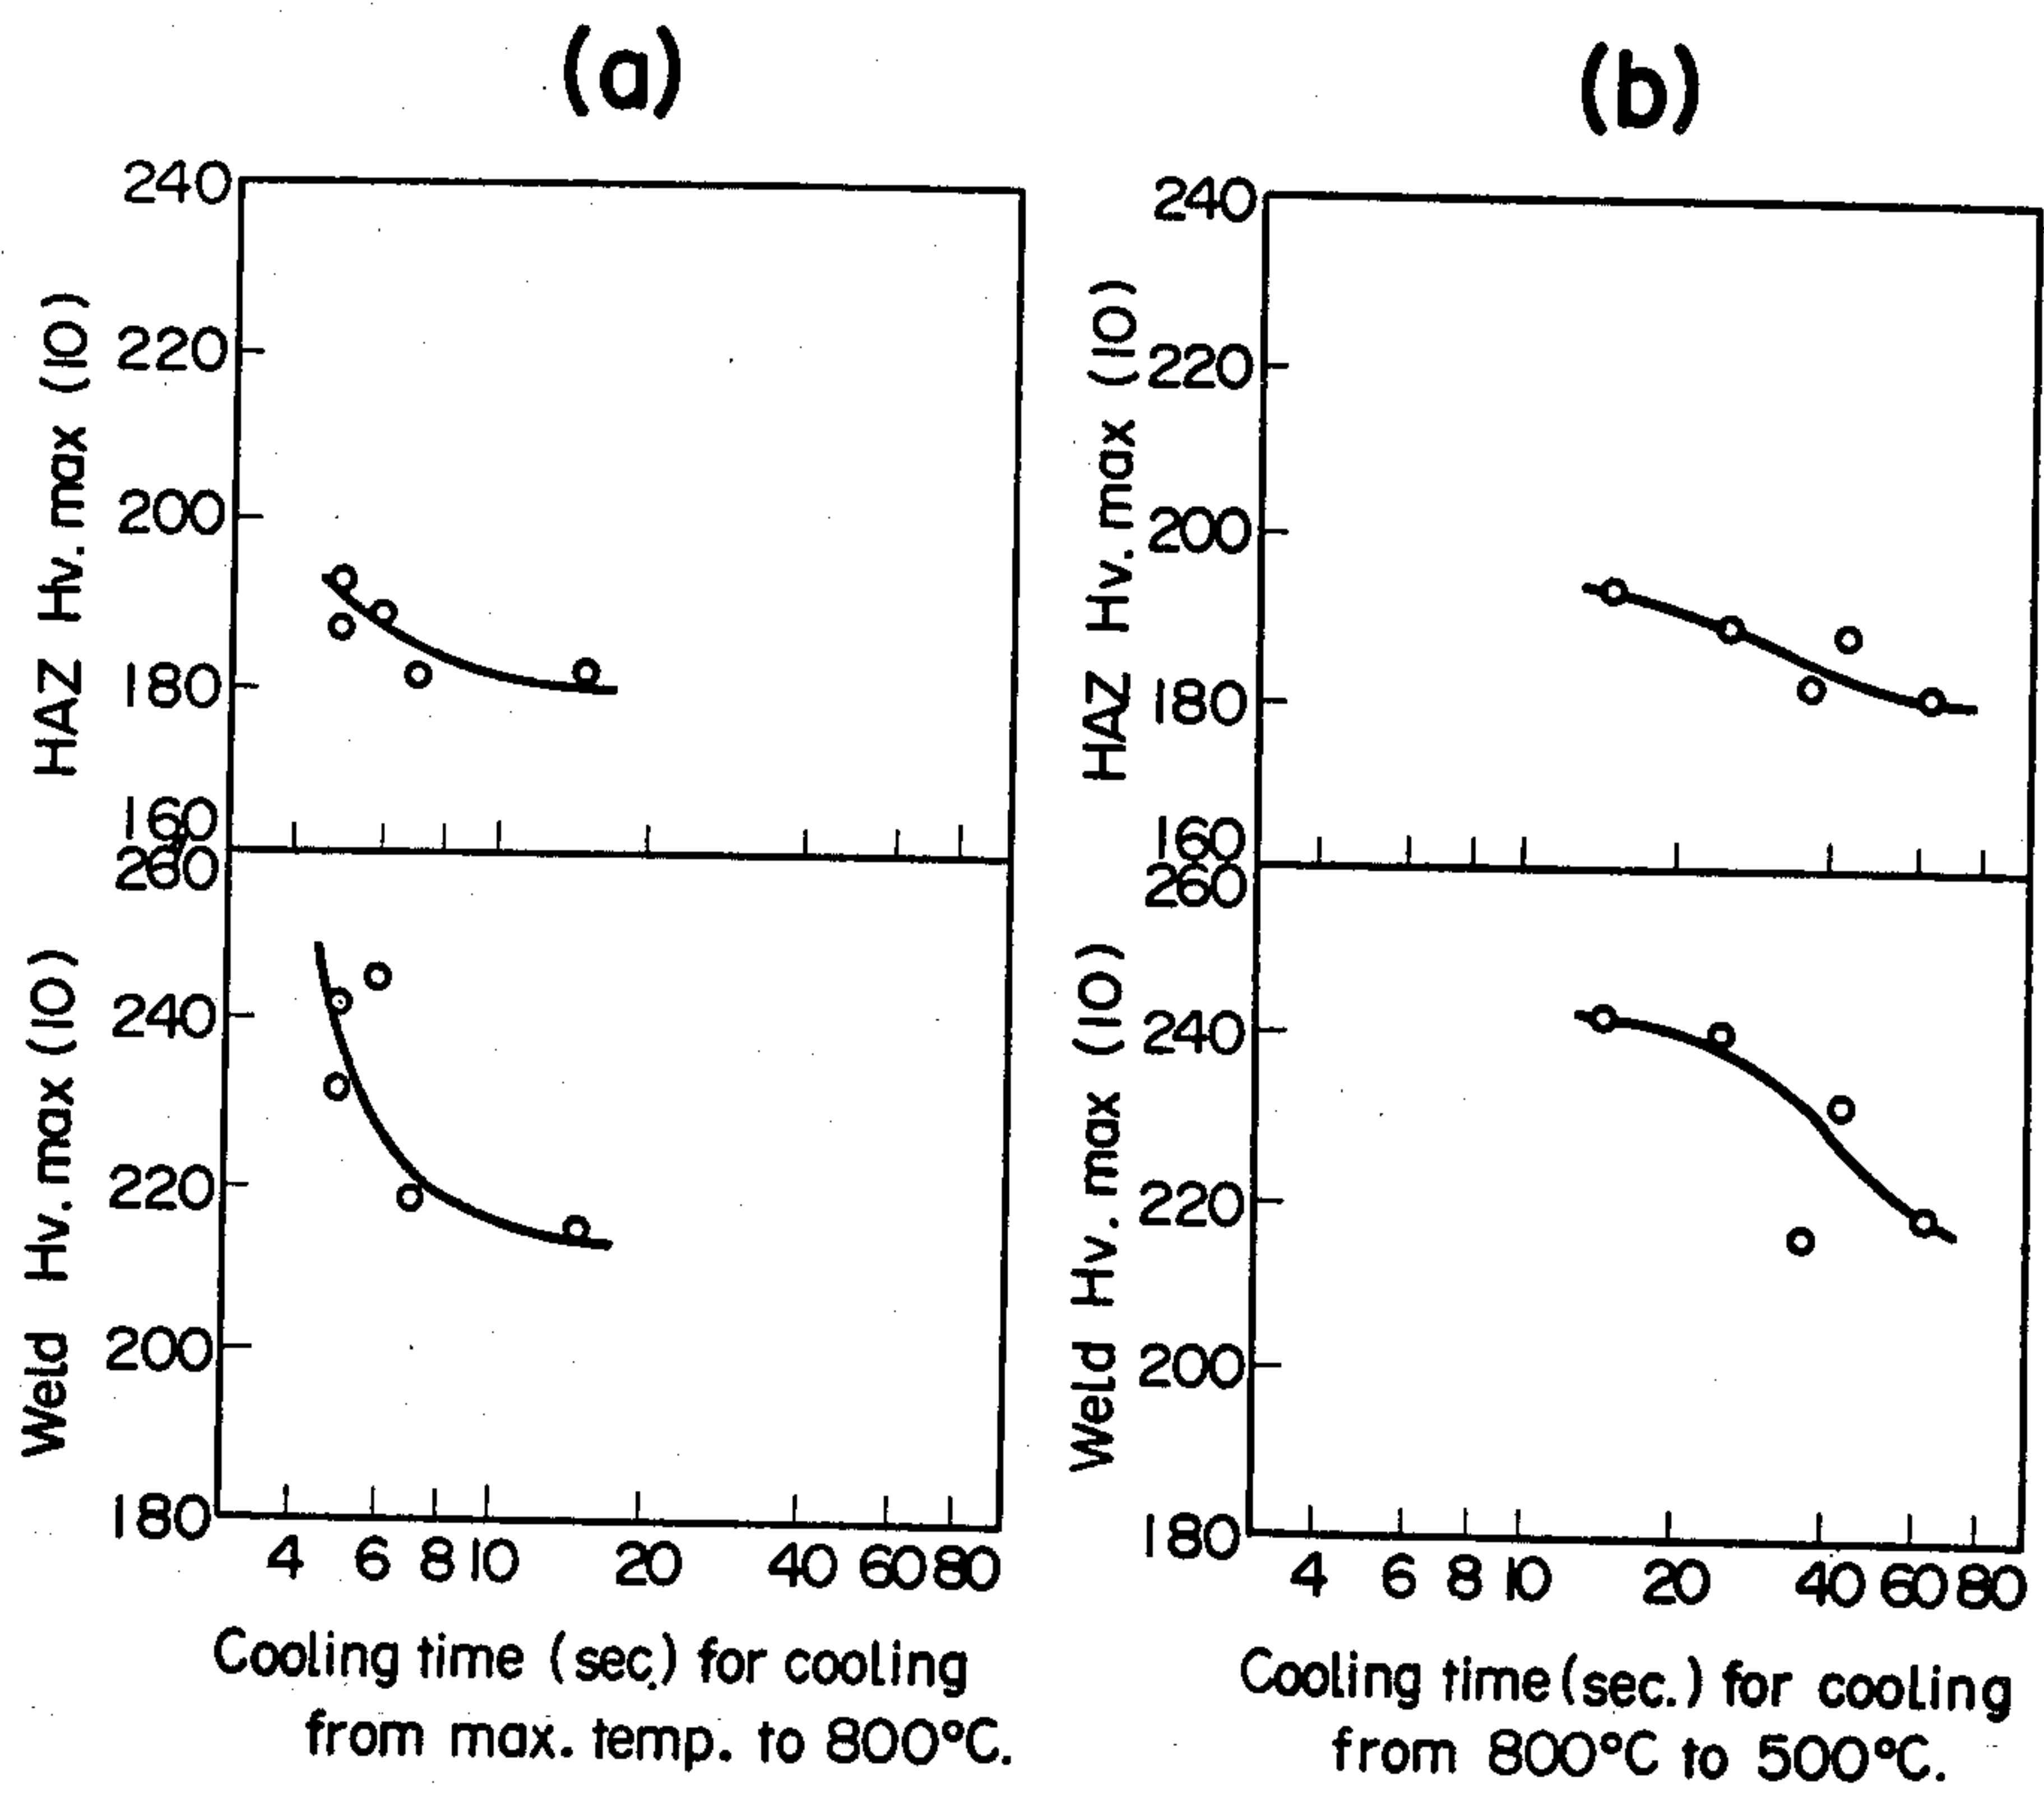 (a)
240
220
200
180
160
HAZ Hv.max (10)
260
240
220
200
180
Weld Hv.max (10)
4 6 8 10 20 40 60 80
Cooling time (sec.) for cooling
from max. temp. to 800°C.
(b)
240
220
200
180
160
HAZ Hv.max (10)
260
240
220
200
180
Weld Hv.max (10)
4 6 8 10 20 40 60 80
Cooling time (sec.) for cooling
from 800°C to 500°C.